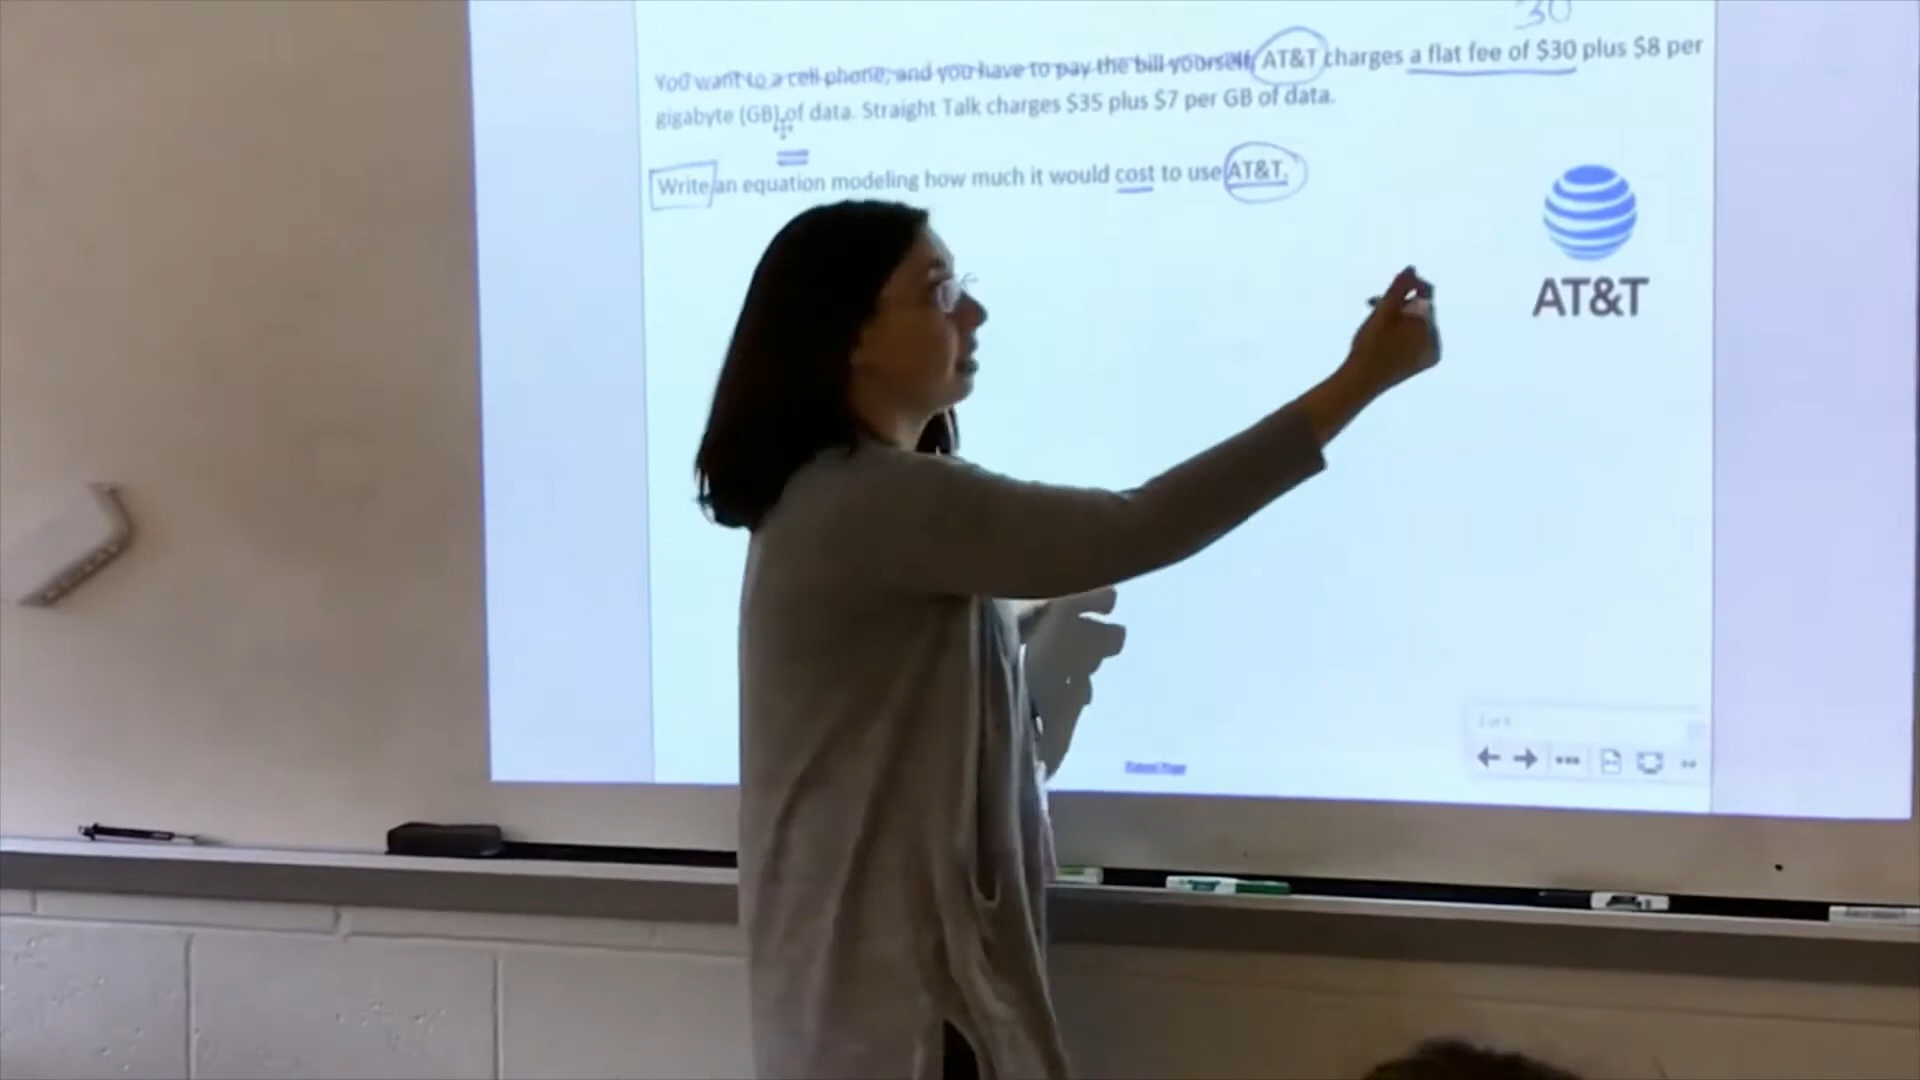 30
You want to a cell phone, and you have to pay the bill yourself. AT&T charges a flat fee of $30 plus $8 per
gigabyte (GB) of data. Straight Talk charges $35 plus $7 per GB of data.
=
Write an equation modeling how much it would cost to use AT&T.
AT&T